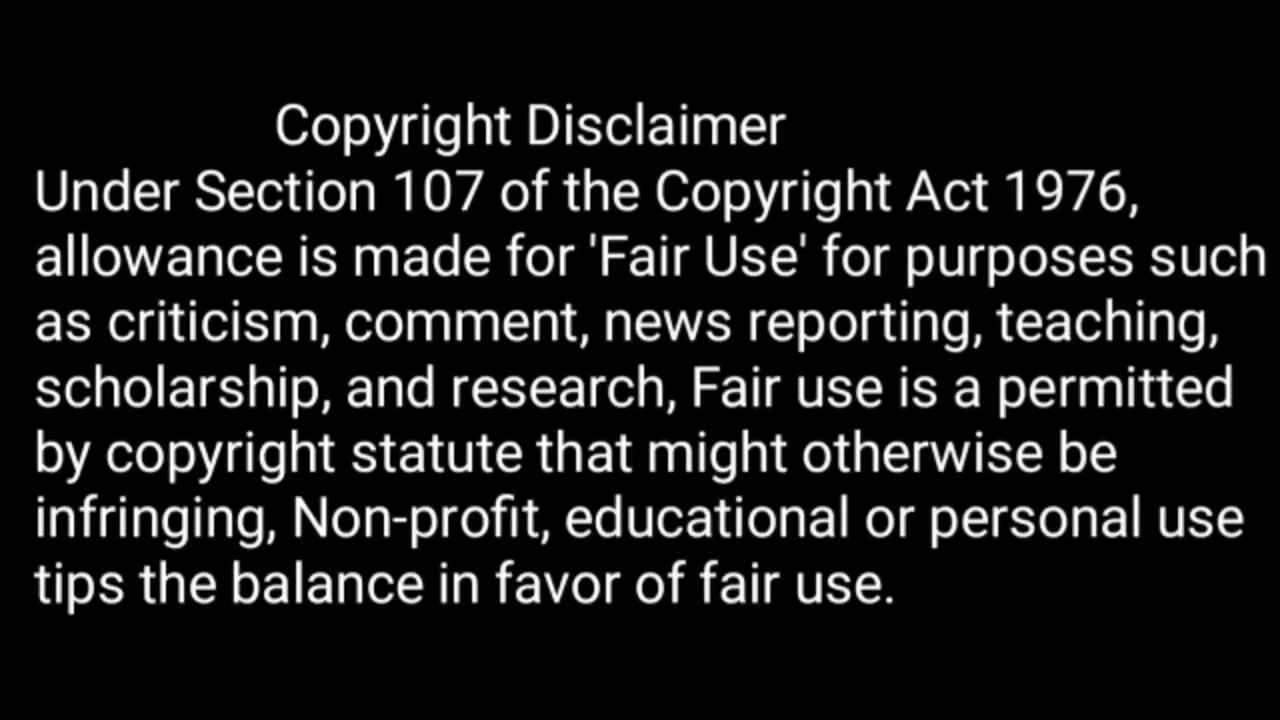 Copyright Disclaimer
Under Section 107 of the Copyright Act 1976,
allowance is made for 'Fair Use' for purposes such
as criticism, comment, news reporting, teaching,
scholarship, and research, Fair use is a permitted
by copyright statute that might otherwise be
infringing, Non-profit, educational or personal use
tips the balance in favor of fair use.